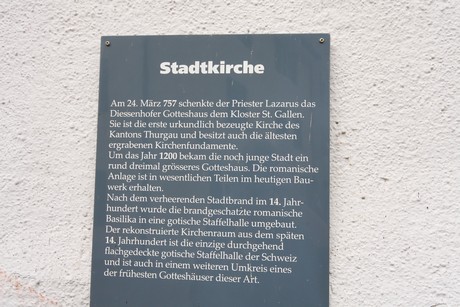 Stadtkirche
Am 24. März 757 schenkte der Priester Lazarus das
Diessenhofer Gotteshaus dem Kloster St. Gallen.
Sie ist die erste urkundlich bezeugte Kirche des
Kantons Thurgau und besitzt auch die ältesten
ergrabenen Kirchenfundamente.
Um das Jahr 1200 bekam die noch junge Stadt ein
rund dreimal grösseres Gotteshaus. Die romanische
Anlage ist in wesentlichen Teilen im heutigen Bau-
werk erhalten.
Nach dem verheerenden Stadtbrand im 14. Jahr-
hundert wurde die brandgeschatzte romanische
Basilika in eine gotische Staffelhalle umgebaut.
Der rekonstruierte Kirchenraum aus dem späten
14. Jahrhundert ist die einzige durchgehend
flachgedeckte gotische Staffelhalle der Schweiz
und ist auch in einem weiteren Umkreis eines
der frühesten Gotteshäuser dieser Art.